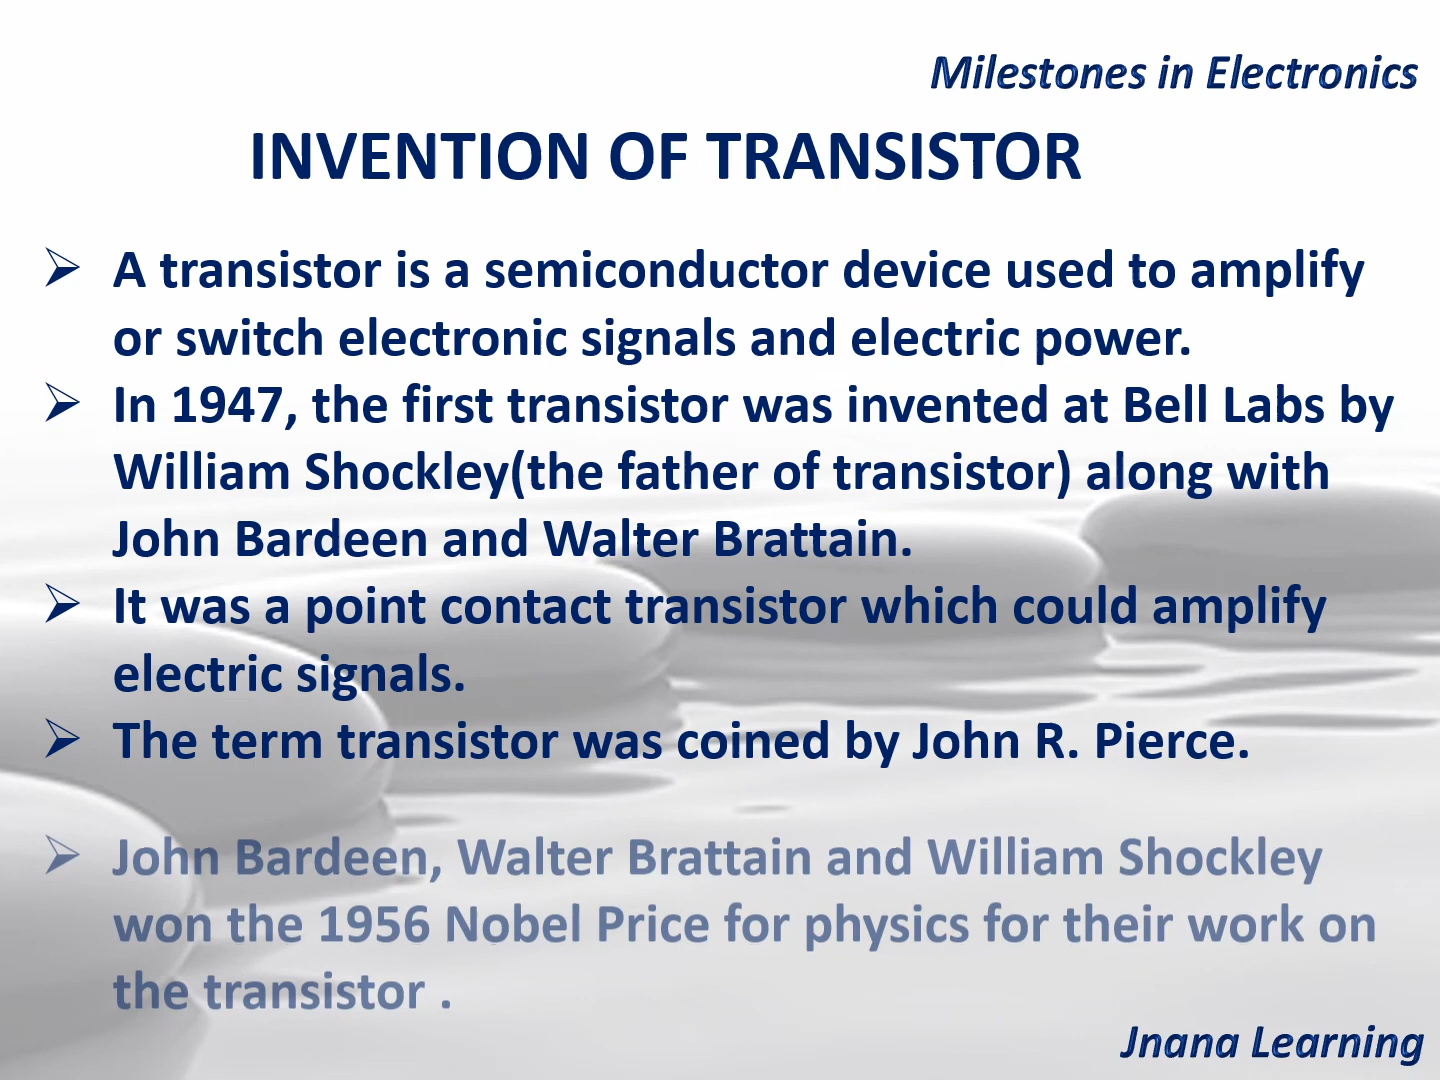 Milestones in Electronics
INVENTION OF TRANSISTOR
➢ A transistor is a semiconductor device used to amplify
or switch electronic signals and electric power.
➢ In 1947, the first transistor was invented at Bell Labs by
William Shockley(the father of transistor) along with
John Bardeen and Walter Brattain.
➢ It was a point contact transistor which could amplify
electric signals.
➢ The term transistor was coined by John R. Pierce.
➢ John Bardeen, Walter Brattain and William Shockley
won the 1956 Nobel Price for physics for their work on
the transistor .
Jnana Learning